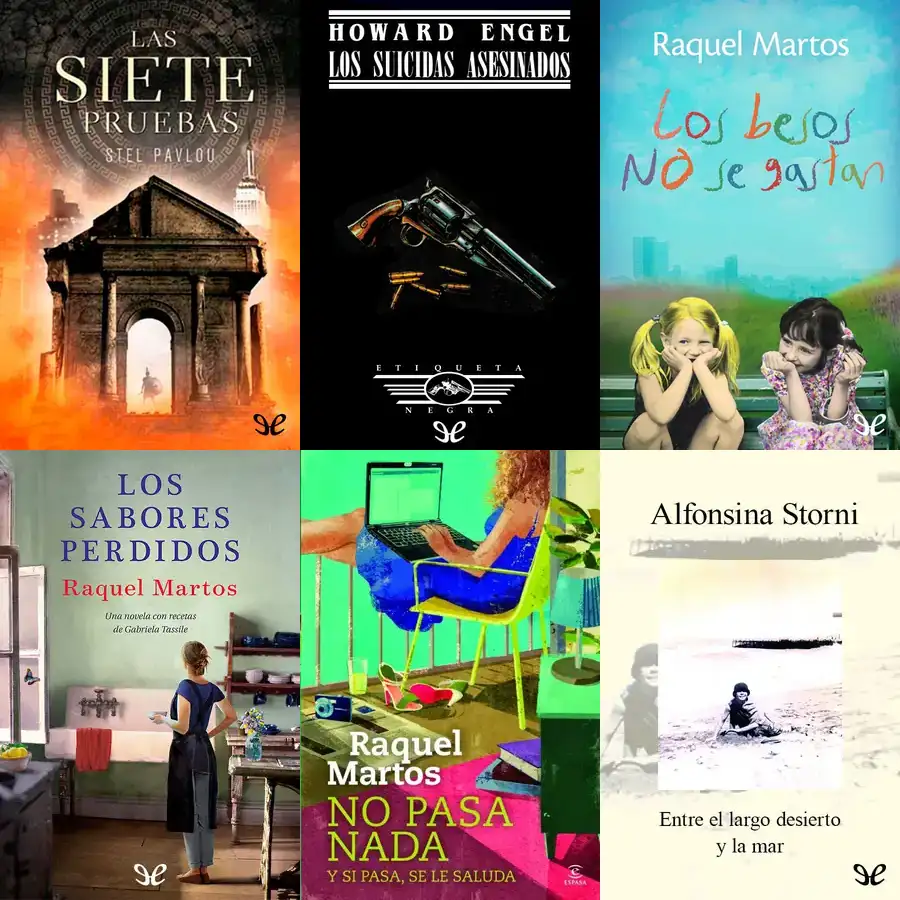 LAS
SIETE
PRUEBAS
STEL PAVLOU
HOWARD ENGEL
LOS SUICIDAS ASESINADOS
ETIQUETA
NEGRA
Raquel Martos
Los besos
NO se gastan
LOS
SABORES
PERDIDOS
Raquel Martos
Una novela con recetas
de Gabriela Tassile
Raquel
Martos
NO PASA
NADA
Y SI PASA, SE LE SALUDA
ESPASA
Alfonsina Storni
Entre el largo desierto
y la mar